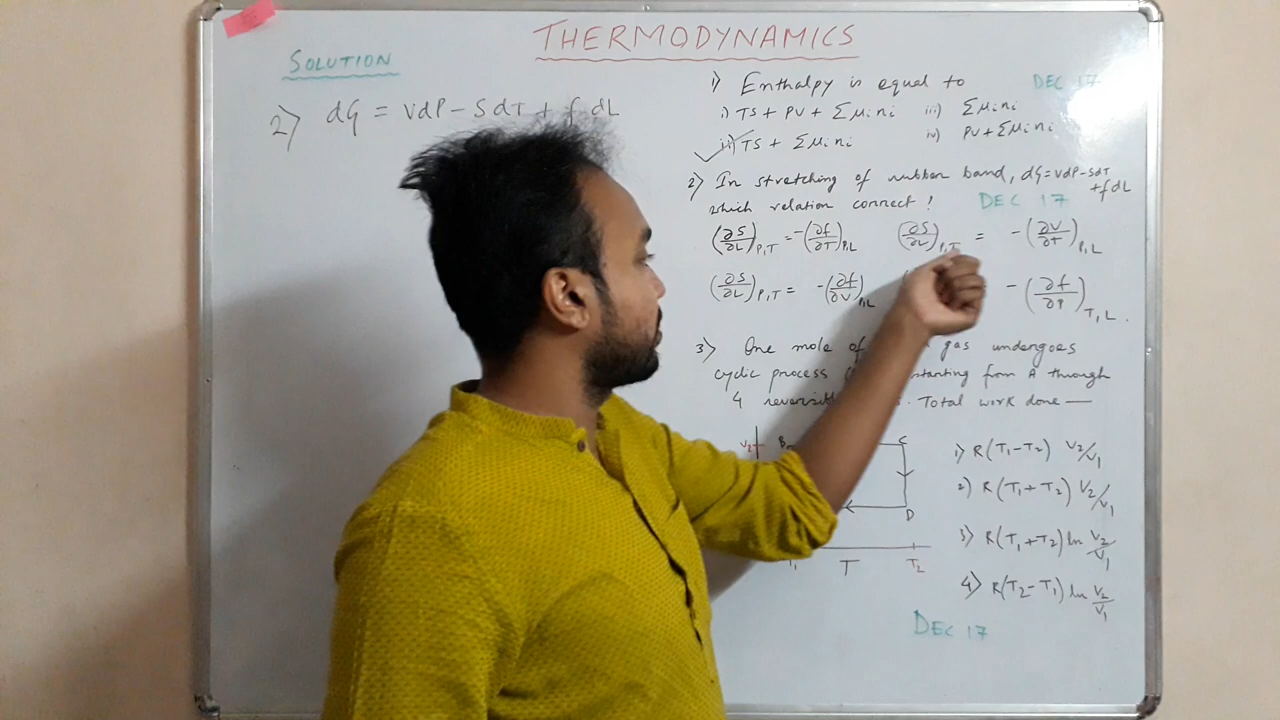 THERMODYNAMICS
SOLUTION
2) dG = VdP - SdT + f dL
1) Enthalpy is equal to DEC 17
i) TS + PV + Σμini iii) Σμini
ii) TS + Σμini iv) PV + Σμini
2) In stretching of rubber band, dG = VdP - SdT + fdL
which relation correct! DEC 17
(∂S/∂L)P,T = -(∂f/∂T)P,L (∂S/∂L)P,T = -(∂V/∂T)P,L
(∂S/∂L)P,T = -(∂f/∂V)P,L -(∂f/∂P)T,L.
3) One mole of gas undergoes
cyclic process starting from A through
4 Total work done —
V2 B C
1) R(T1-T2) V2/V1
2) R(T1+T2) V2/V1
D
3) R(T1+T2) ln V2/V1
T1 T T2
4) R(T2-T1) ln V2/V1
DEC 17